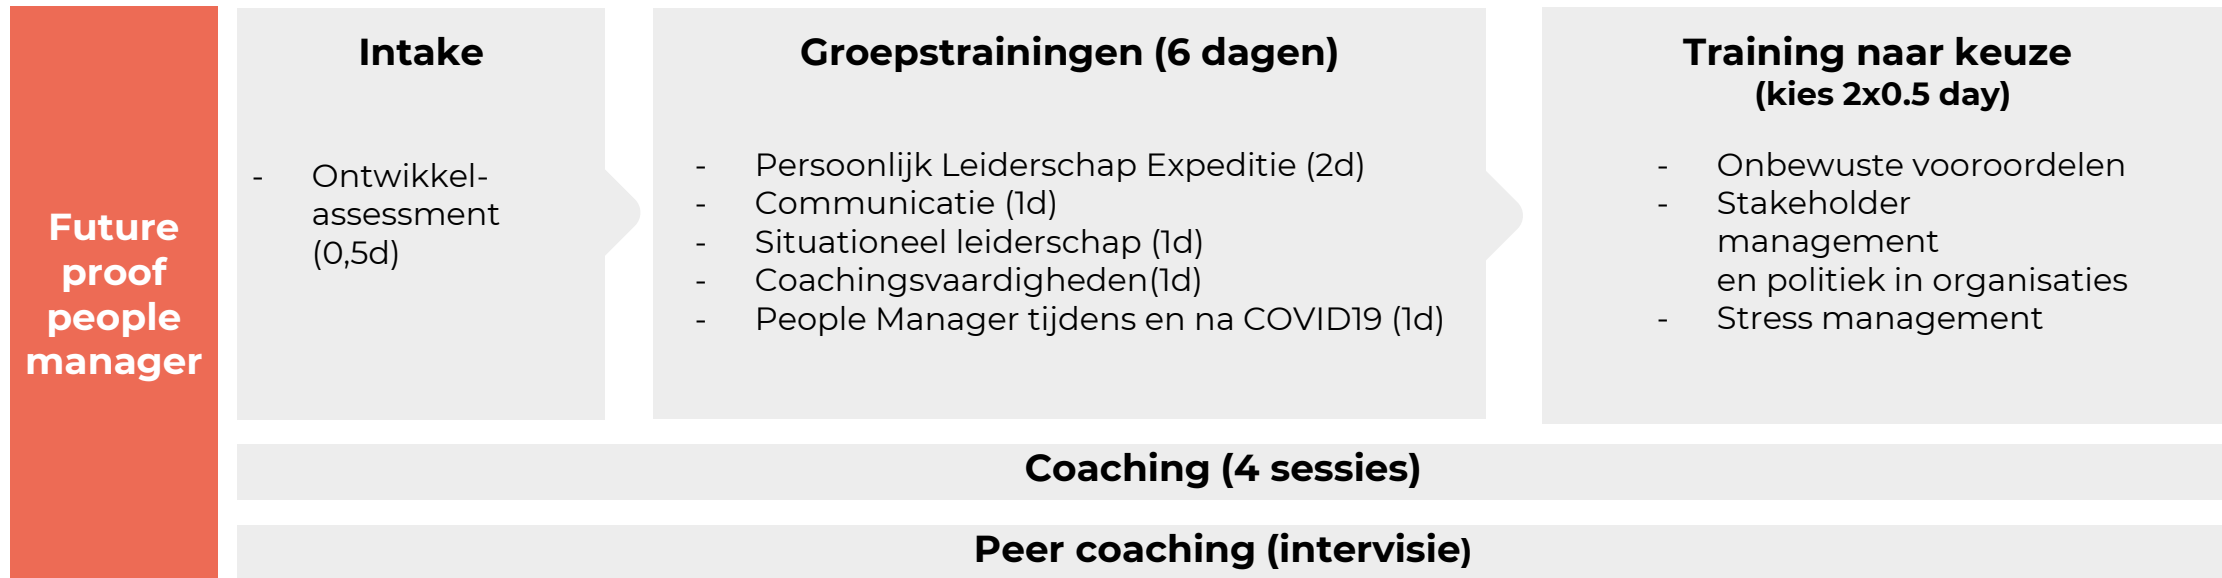 Future
proof
people
manager
Intake
- Ontwikkel-
assessment
(0,5d)
Groepstrainingen (6 dagen)
- Persoonlijk Leiderschap Expeditie (2d)
- Communicatie (1d)
- Situationeel leiderschap (1d)
- Coachingsvaardigheden(1d)
- People Manager tijdens en na COVID19 (1d)
Training naar keuze
(kies 2x0.5 day)
- Onbewuste vooroordelen
- Stakeholder
management
en politiek in organisaties
- Stress management
Coaching (4 sessies)
Peer coaching (intervisie)